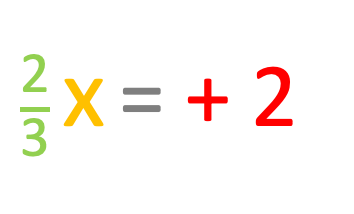 2/3 x = + 2